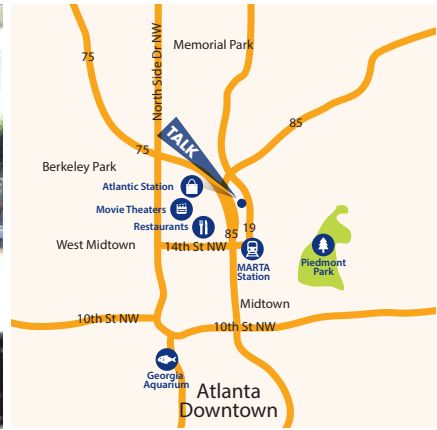 Memorial Park
North Side Dr NW
75
85
TALK
75
Berkeley Park
Atlantic Station
Movie Theaters
Restaurants
19
85
West Midtown
14th St NW
MARTA
Station
Piedmont
Park
Midtown
10th St NW
10th St NW
Georgia
Aquarium
Atlanta
Downtown